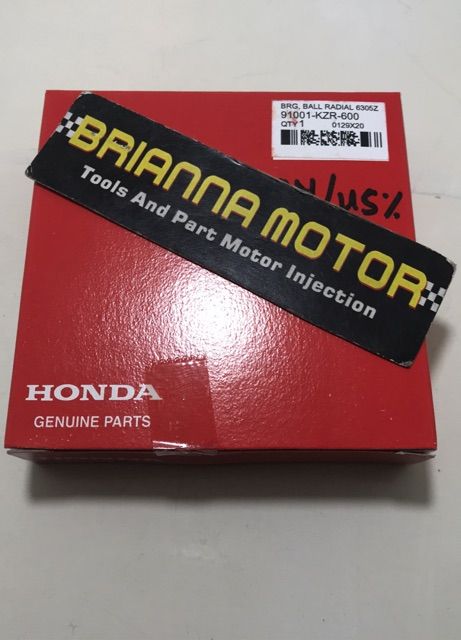 BRG, BALL RADIAL 6305Z
91001-KZR-600
QTY 1 0129X20
BRIANNA MOTOR
Tools And Part Motor Injection
HONDA
GENUINE PARTS